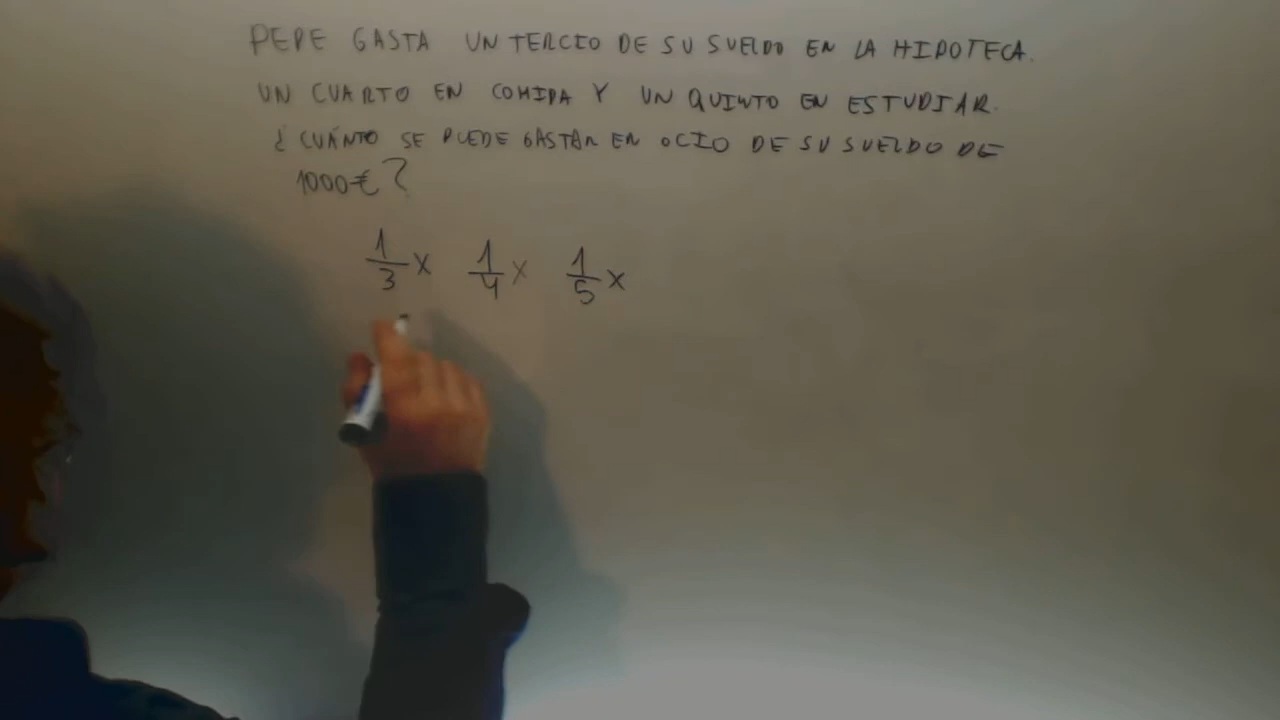 PEPE GASTA UN TERCIO DE SU SUELDO EN LA HIPOTECA.
UN CUARTO EN COMIDA Y UN QUINTO EN ESTUDIAR.
¿CUÁNTO SE PUEDE GASTAR EN OCIO DE SU SUELDO DE
1000€?
1/3 x 1/4 x 1/5 x